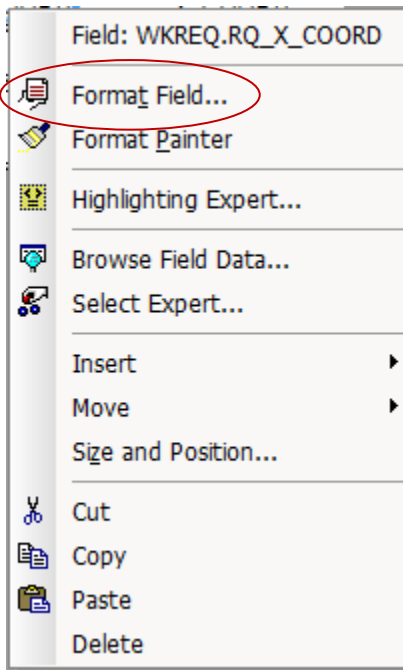 Field: WKREQ.RQ_X_COORD
Format Field...
Format Painter
Highlighting Expert...
Browse Field Data...
Select Expert...
Insert
Move
Size and Position...
Cut
Copy
Paste
Delete